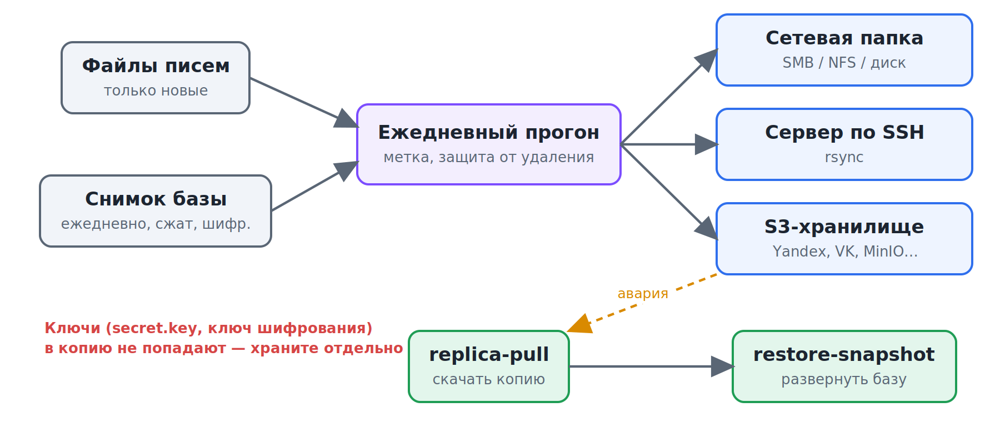 Файлы писем
только новые
Снимок базы
ежедневно, сжат, шифр.
Ежедневный прогон
метка, защита от удаления
Сетевая папка
SMB / NFS / диск
Сервер по SSH
rsync
S3-хранилище
Yandex, VK, MinIO...
авария
Ключи (secret.key, ключ шифрования)
в копию не попадают — храните отдельно
replica-pull
скачать копию
restore-snapshot
развернуть базу